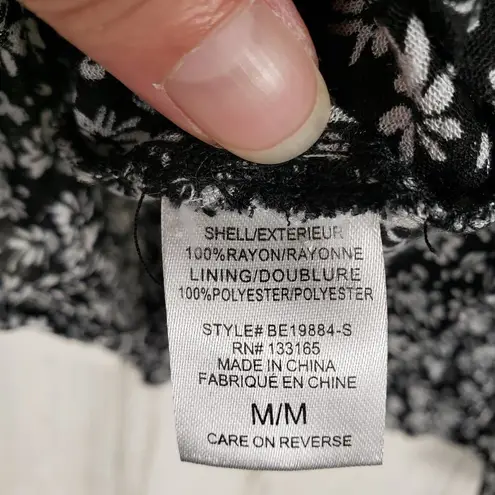 SHELL/EXTERIEUR
100%RAYON/RAYONNE
LINING/DOUBLURE
100%POLYESTER/POLYESTER
STYLE# BE19884-S
RN# 133165
MADE IN CHINA
FABRIQUÉ EN CHINE
M/M
CARE ON REVERSE